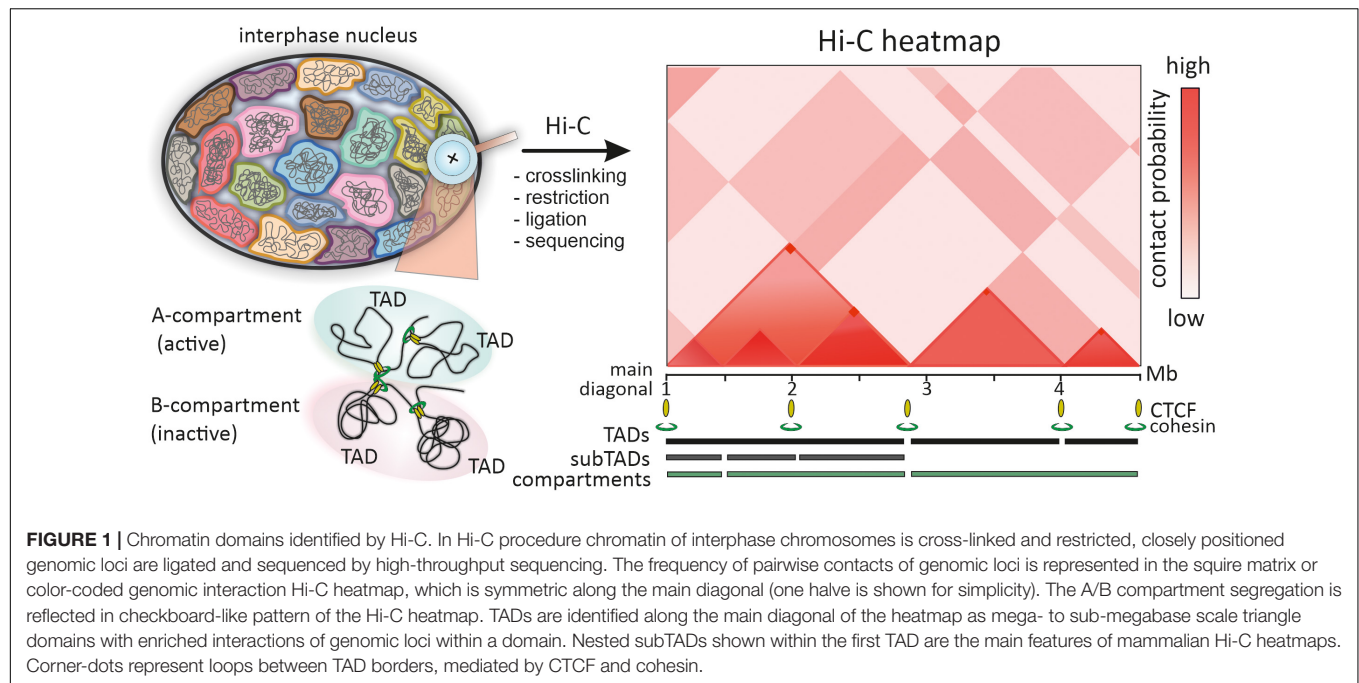 interphase nucleus
Hi-C
- crosslinking
- restriction
- ligation
- sequencing
A-compartment
(active)
B-compartment
(inactive)
TAD
TAD
TAD
TAD
Hi-C heatmap
high
contact probability
low
main
diagonal
1 2 3 4 Mb
CTCF
cohesin
TADs
subTADs
compartments
FIGURE 1 | Chromatin domains identified by Hi-C. In Hi-C procedure chromatin of interphase chromosomes is cross-linked and restricted, closely positioned
genomic loci are ligated and sequenced by high-throughput sequencing. The frequency of pairwise contacts of genomic loci is represented in the squire matrix or
color-coded genomic interaction Hi-C heatmap, which is symmetric along the main diagonal (one halve is shown for simplicity). The A/B compartment segregation is
reflected in checkboard-like pattern of the Hi-C heatmap. TADs are identified along the main diagonal of the heatmap as mega- to sub-megabase scale triangle
domains with enriched interactions of genomic loci within a domain. Nested subTADs shown within the first TAD are the main features of mammalian Hi-C heatmaps.
Corner-dots represent loops between TAD borders, mediated by CTCF and cohesin.